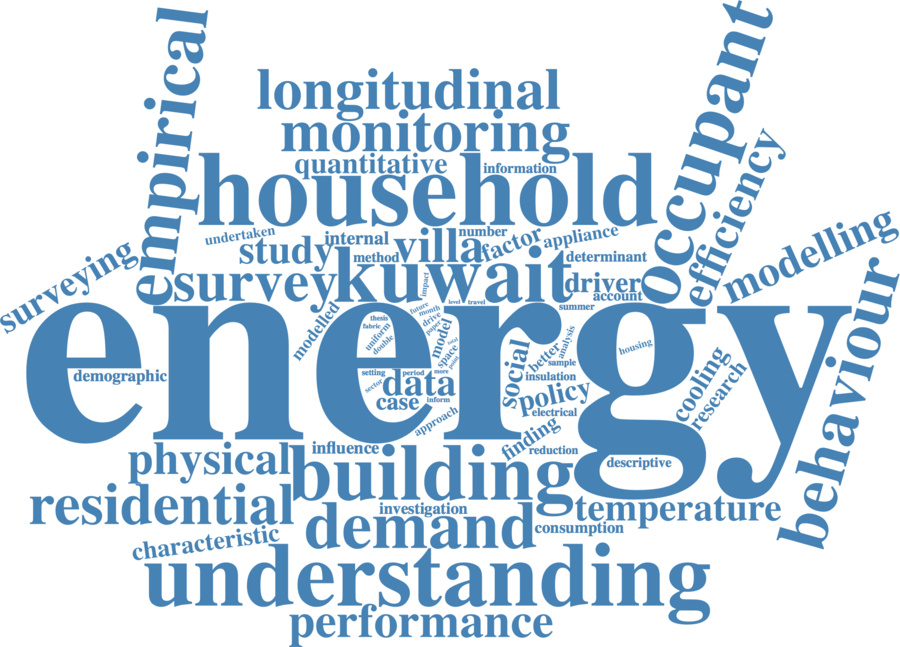 empirical
occupant
longitudinal
monitoring
quantitative
information
household
efficiency
undertaken
study
internal
villa
number
factor
appliance
method
determinant
modelling
surveying
survey
kuwait
impact
driver
account
behaviour
level
travel
summer
energy
modelled
thesis
fabric
uniform
double
future
month
drive
paper
model
space
total
point
setting
period
more
sector
data
case
inform
approach
social
better
analysis
sample
insulation
policy
electrical
housing
cooling
research
demographic
finding
reduction
descriptive
physical
influence
building
residential
investigation
temperature
demand
consumption
characteristic
understanding
performance